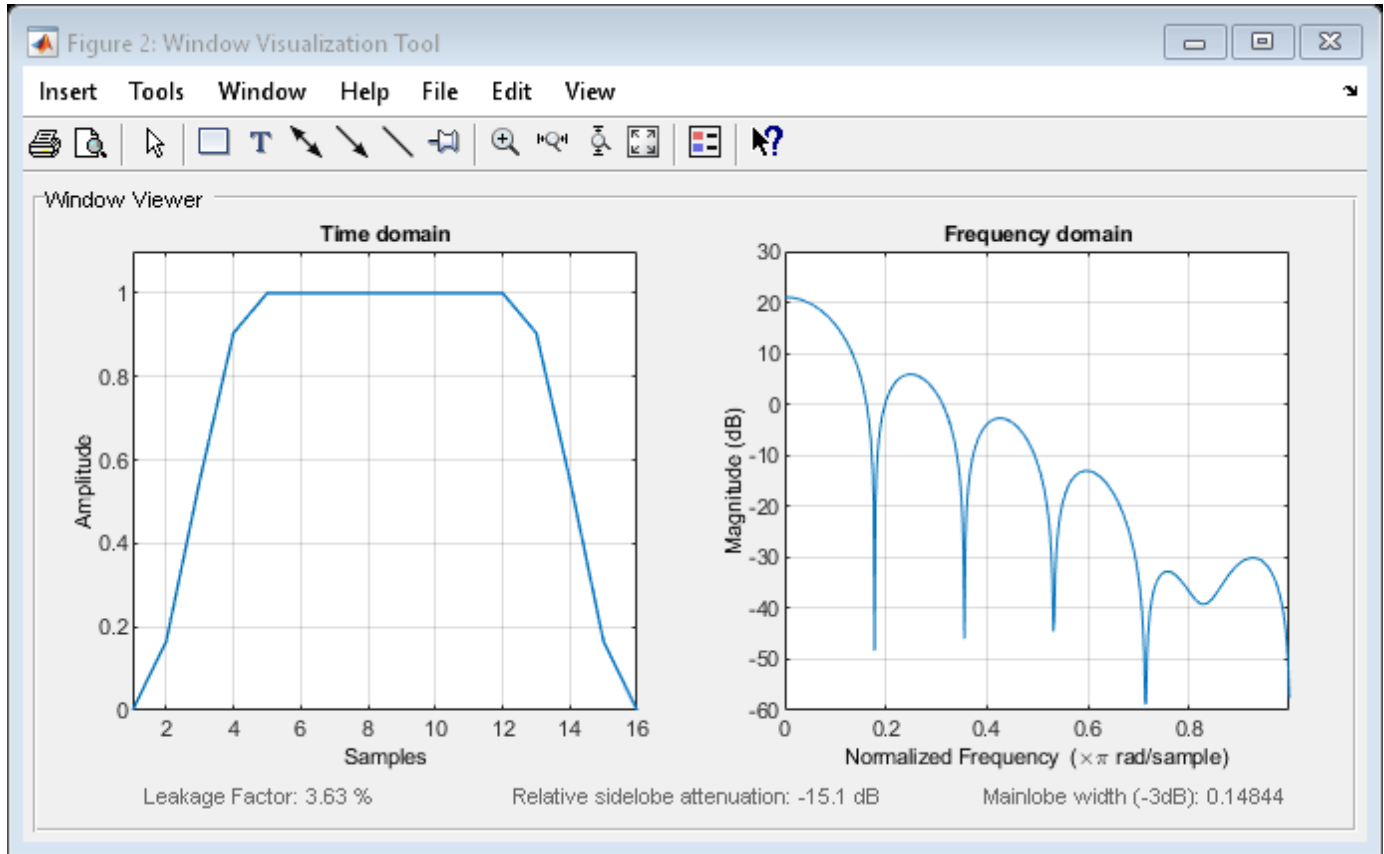 Figure 2: Window Visualization Tool
Insert Tools Window Help File Edit View
T
?
Window Viewer
Time domain
Amplitude
1
0.8
0.6
0.4
0.2
0
2 4 6 8 10 12 14 16
Samples
Frequency domain
Magnitude (dB)
30
20
10
0
-10
-20
-30
-40
-50
-60
0 0.2 0.4 0.6 0.8
Normalized Frequency (×π rad/sample)
Leakage Factor: 3.63 % Relative sidelobe attenuation: -15.1 dB Mainlobe width (-3dB): 0.14844